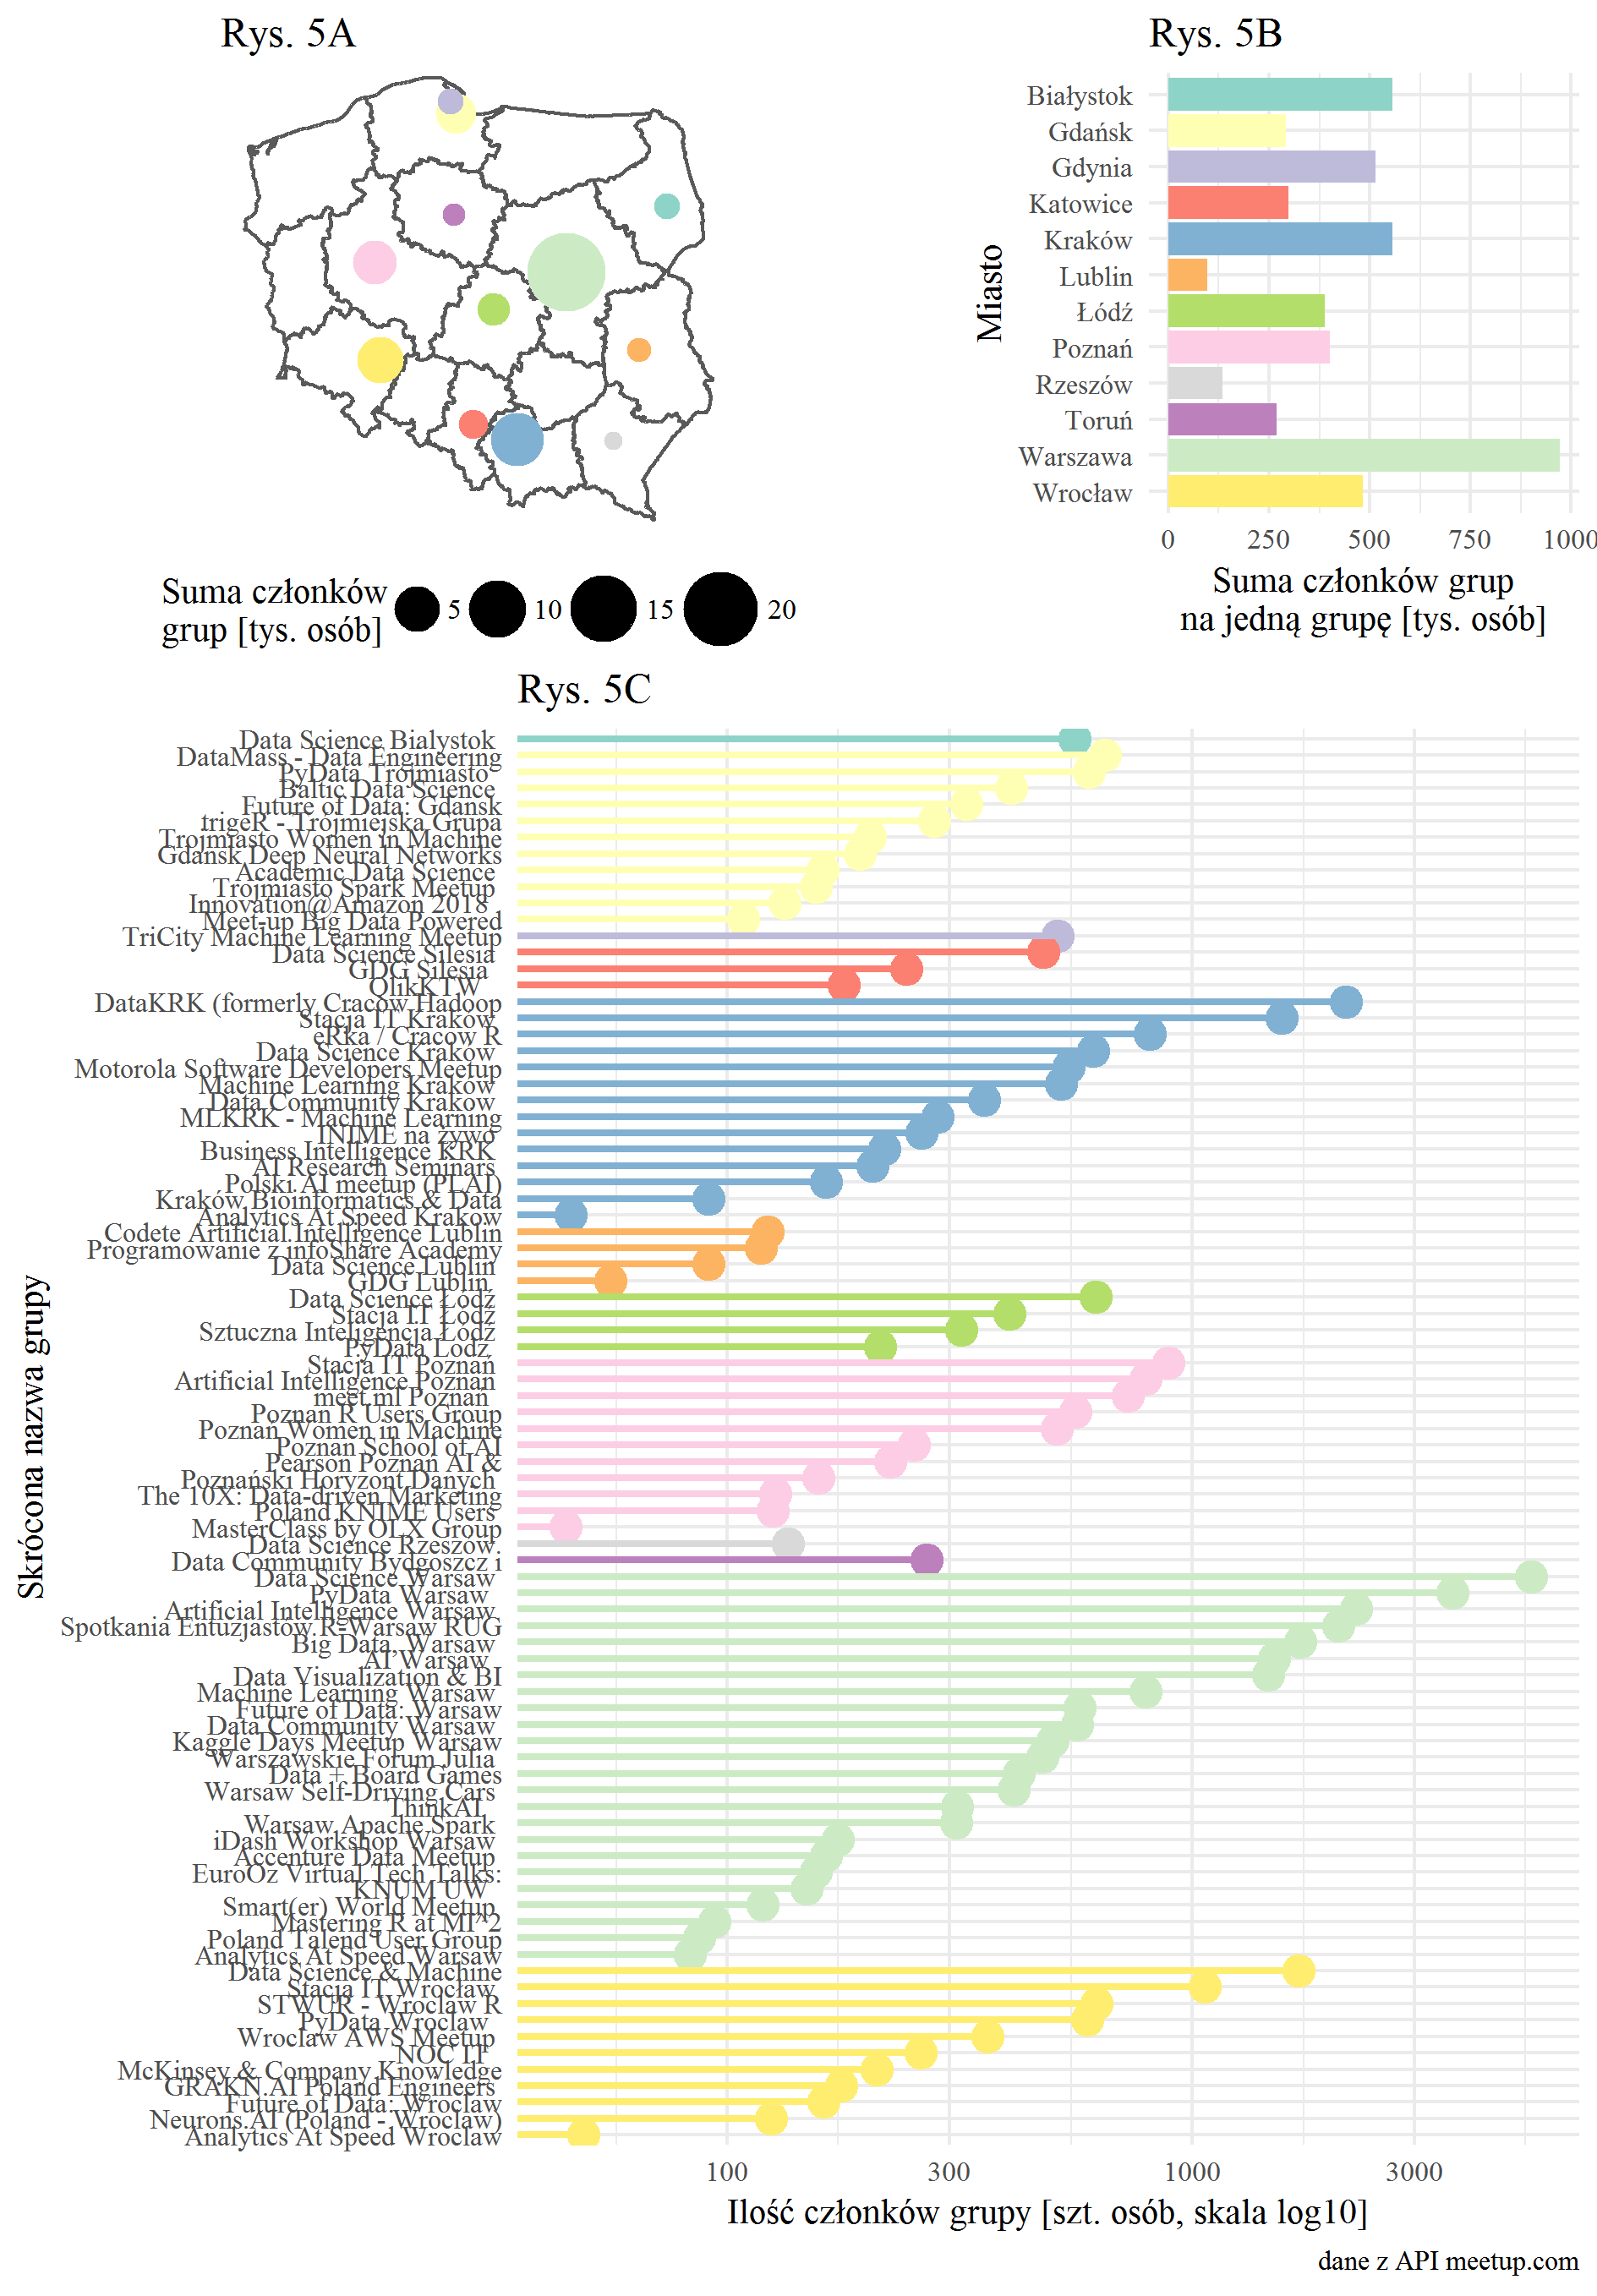 Rys. 5A
Suma członków
grup [tys. osób]
5
10
15
20
Rys. 5B
Miasto
Białystok
Gdańsk
Gdynia
Katowice
Kraków
Lublin
Łódź
Poznań
Rzeszów
Toruń
Warszawa
Wrocław
0
250
500
750
1000
Suma członków grup
na jedną grupę [tys. osób]
Rys. 5C
Skrócona nazwa grupy
Data Science Bialystok
DataMass - Data Engineering
PyData Trojmiasto
Baltic Data Science
Future of Data: Gdansk
trigeR - Trójmiejska Grupa
Trojmiasto Women in Machine
Gdansk Deep Neural Networks
Academic Data Science
Trojmiasto Spark Meetup
Innovation@Amazon 2018
Meet-up Big Data Powered
TriCity Machine Learning Meetup
Data Science Silesia
GDG Silesia
QlikKTW
DataKRK (formerly Cracow Hadoop
Stacja IT Kraków
eRka / Cracow R
Data Science Krakow
Motorola Software Developers Meetup
Machine Learning Kraków
Data Community Krakow
MLKRK - Machine Learning
INIME na żywo
Business Intelligence KRK
AI Research Seminars
Polski AI meetup (PLAI)
Kraków Bioinformatics & Data
Analytics At Speed Krakow
Codete Artificial Intelligence Lublin
Programowanie z infoShare Academy
Data Science Lublin
GDG Lublin
Data Science Łódź
Stacja IT Łódź
Sztuczna Inteligencja Łódź
PyData Lodz
Stacja IT Poznań
Artificial Intelligence Poznań
meet.ml Poznań
Poznan R Users Group
Poznań Women in Machine
Poznan School of AI
Pearson Poznań AI &
Poznański Horyzont Danych
The 10X: Data-driven Marketing
Poland KNIME Users
MasterClass by OLX Group
Data Science Rzeszow
Data Community Bydgoszcz i
Data Science Warsaw
PyData Warsaw
Artificial Intelligence Warsaw
Spotkania Entuzjastów R-Warsaw RUG
Big Data, Warsaw
AI Warsaw
Data Visualization & BI
Machine Learning Warsaw
Future of Data: Warsaw
Data Community Warsaw
Kaggle Days Meetup Warsaw
Warszawskie Forum Julia
Data + Board Games
Warsaw Self-Driving Cars
ThinkAI
Warsaw Apache Spark
iDash Workshop Warsaw
Accenture Data Meetup
EuroOz Virtual Tech Talks:
KNUM UW
Smart(er) World Meetup
Mastering R at MI^2
Poland Talend User Group
Analytics At Speed Warsaw
Data Science & Machine
Stacja IT Wrocław
STWUR - Wroclaw R
PyData Wroclaw
Wroclaw AWS Meetup
NOC IT
McKinsey & Company Knowledge
GRAKN.AI Poland Engineers
Future of Data: Wroclaw
Neurons.AI (Poland - Wroclaw)
Analytics At Speed Wroclaw
100
300
1000
3000
Ilość członków grupy [szt. osób, skala log10]
dane z API meetup.com